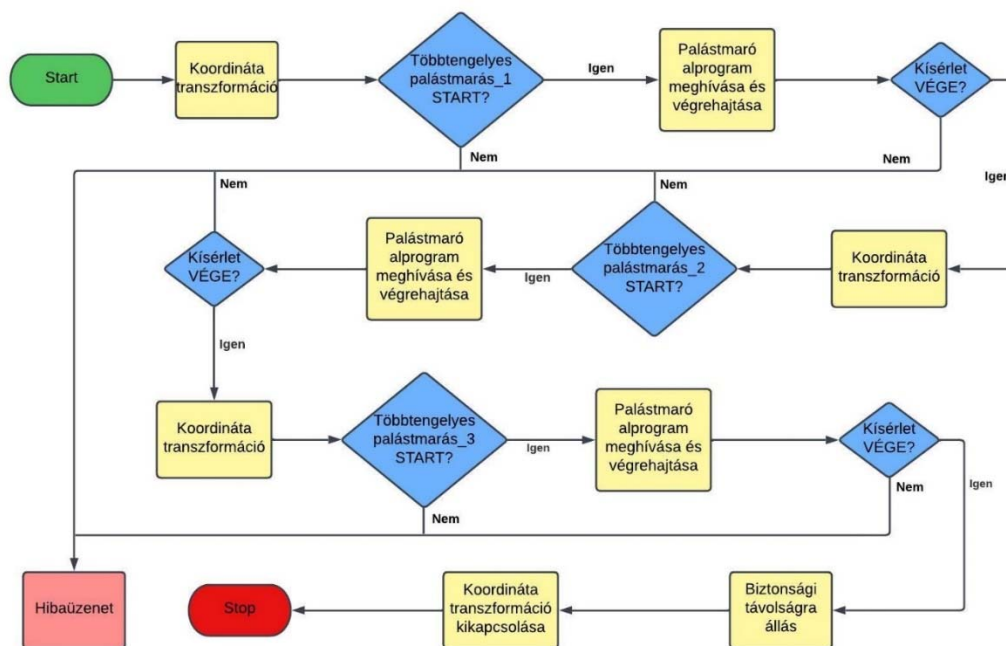 Start
Koordináta
transzformáció
Többtengelyes
palástmarás_1
START?
Igen
Palástmaró
alprogram
meghívása és
végrehajtása
Kísérlet
VÉGE?
Nem
Nem
Igen
Nem
Nem
Kísérlet
VÉGE?
Palástmaró
alprogram
meghívása és
végrehajtása
Igen
Többtengelyes
palástmarás_2
START?
Koordináta
transzformáció
Igen
Koordináta
transzformáció
Többtengelyes
palástmarás_3
START?
Igen
Palástmaró
alprogram
meghívása és
végrehajtása
Kísérlet
VÉGE?
Igen
Nem
Nem
Hibaüzenet
Stop
Koordináta
transzformáció
kikapcsolása
Biztonsági
távolságra
állás